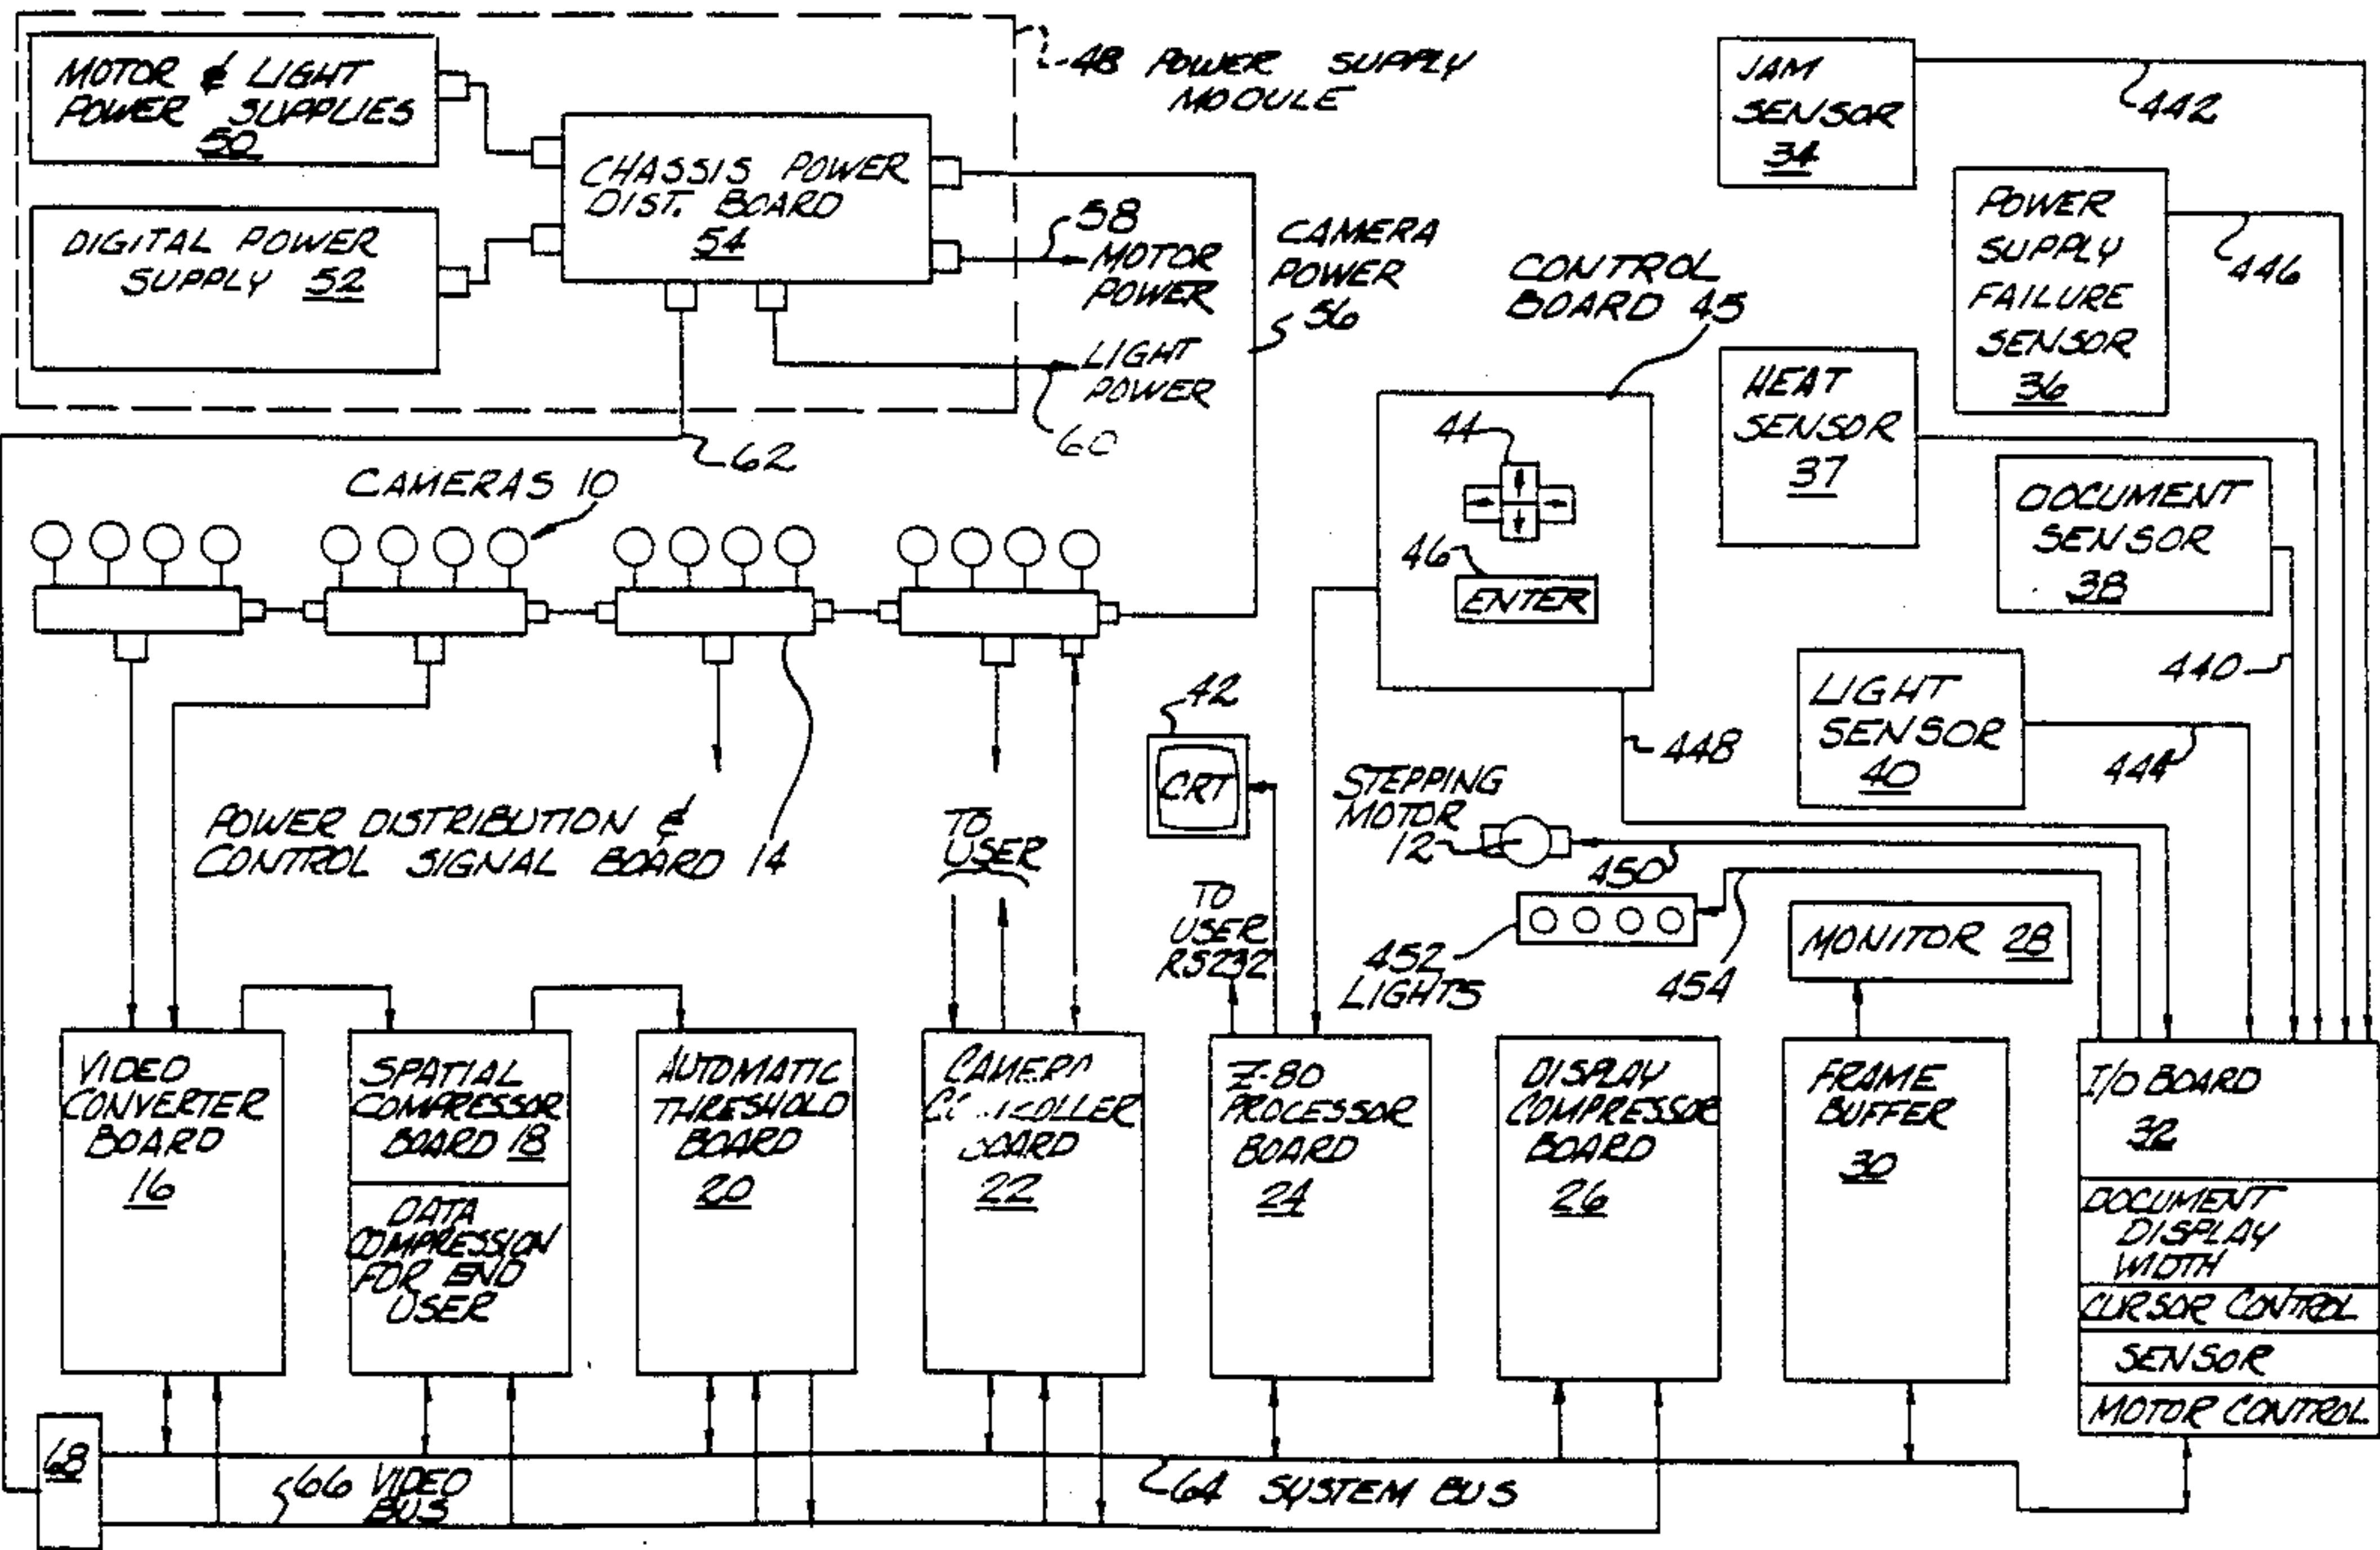 MOTOR & LIGHT
POWER SUPPLIES
50
DIGITAL POWER
SUPPLY 52
CHASSIS POWER
DIST. BOARD
54
48 POWER SUPPLY
MODULE
58
MOTOR
POWER
LIGHT
POWER
60
62
CAMERA
POWER
56
CONTROL
BOARD 45
44
46
ENTER
448
JAM
SENSOR
34
442
POWER
SUPPLY
FAILURE
SENSOR
36
446
HEAT
SENSOR
37
DOCUMENT
SENSOR
38
440
LIGHT
SENSOR
40
444
CAMERAS 10
POWER DISTRIBUTION &
CONTROL SIGNAL BOARD 14
TO
USER
42
CRT
TO
USER
RS232
STEPPING
MOTOR
12
450
452
LIGHTS
454
MONITOR 28
VIDEO
CONVERTER
BOARD
16
SPATIAL
COMPRESSOR
BOARD 18
DATA
COMPRESSION
FOR END
USER
AUTOMATIC
THRESHOLD
BOARD
20
CAMERA
CONTROLLER
BOARD
22
Z-80
PROCESSOR
BOARD
24
DISPLAY
COMPRESSOR
BOARD
26
FRAME
BUFFER
30
I/O BOARD
32
DOCUMENT
DISPLAY
WIDTH
CURSOR CONTROL
SENSOR
MOTOR CONTROL
68
66 VIDEO
BUS
64 SYSTEM BUS